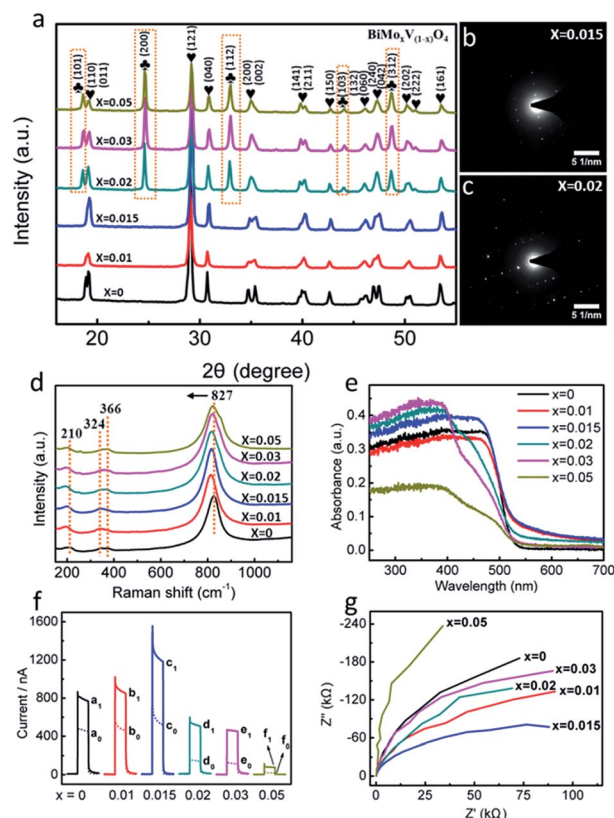 a
BiMoxV(1-x)O4
♣ (101)
♥ (110)
(011)
♣ (200)
♥ (121)
♥ (040)
♣ (112)
♥ (200)
(002)
♥ (141)
(211)
♥ (150)
♣ (103)
(132)
♥ (060)
♥ (240)
(042)
♣ (312)
♥ (202)
(222)
♥ (161)
X=0.05
X=0.03
X=0.02
X=0.015
X=0.01
X=0
Intensity (a.u.)
20 30 40 50
2θ (degree)
b
X=0.015
5 1/nm
c
X=0.02
5 1/nm
d
210
324
366
827
X=0.05
X=0.03
X=0.02
X=0.015
X=0.01
X=0
Intensity (a.u.)
200 400 600 800 1000
Raman shift (cm-1)
e
x=0
x=0.01
x=0.015
x=0.02
x=0.03
x=0.05
Absorbance (a.u.)
0.4
0.3
0.2
0.1
0.0
300 400 500 600 700
Wavelength (nm)
f
Current / nA
1600
1200
800
400
0
a1
a0
b1
b0
c1
c0
d1
d0
e1
e0
f1
f0
x = 0 0.01 0.015 0.02 0.03 0.05
g
Z'' (kΩ)
-240
-180
-120
-60
0
x=0.05
x=0
x=0.03
x=0.02
x=0.01
x=0.015
0 25 50 75 100
Z' (kΩ)